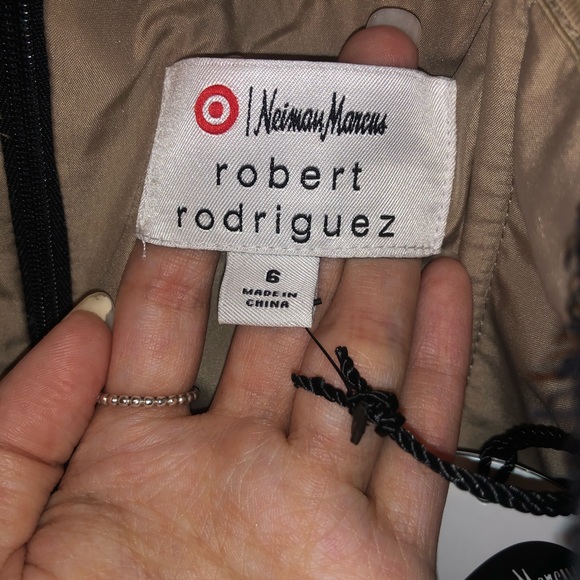 | Neiman Marcus
robert
rodriguez
6
MADE IN
CHINA